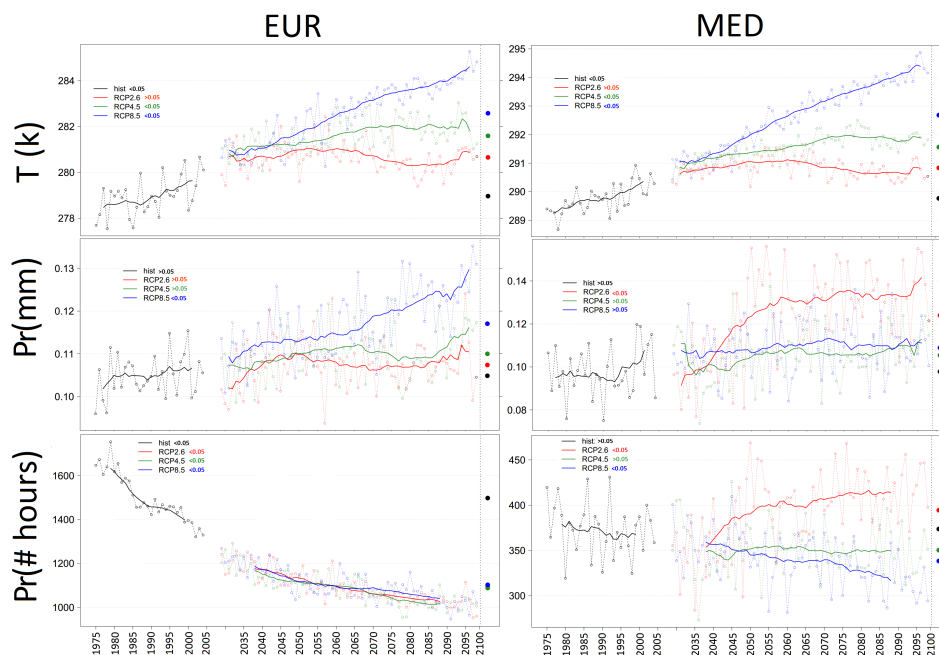 EUR MED
T (k)
284
282
280
278
hist <0.05
RCP2.6 >0.05
RCP4.5 <0.05
RCP8.5 <0.05
295
294
293
292
291
290
289
hist <0.05
RCP2.6 >0.05
RCP4.5 <0.05
RCP8.5 <0.05
Pr(mm)
0.13
0.12
0.11
0.10
hist >0.05
RCP2.6 >0.05
RCP4.5 <0.05
RCP8.5 <0.05
0.14
0.12
0.10
0.08
hist >0.05
RCP2.6 <0.05
RCP4.5 >0.05
RCP8.5 >0.05
Pr(# hours)
1600
1400
1200
1000
hist <0.05
RCP2.6 <0.05
RCP4.5 <0.05
RCP8.5 <0.05
450
400
350
300
hist >0.05
RCP2.6 <0.05
RCP4.5 >0.05
RCP8.5 <0.05
1975 1980 1985 1990 1995 2000 2005 2035 2040 2045 2050 2055 2060 2065 2070 2075 2080 2085 2090 2095 2100
1975 1980 1985 1990 1995 2000 2005 2030 2035 2040 2045 2050 2055 2060 2065 2070 2075 2080 2085 2090 2095 2100